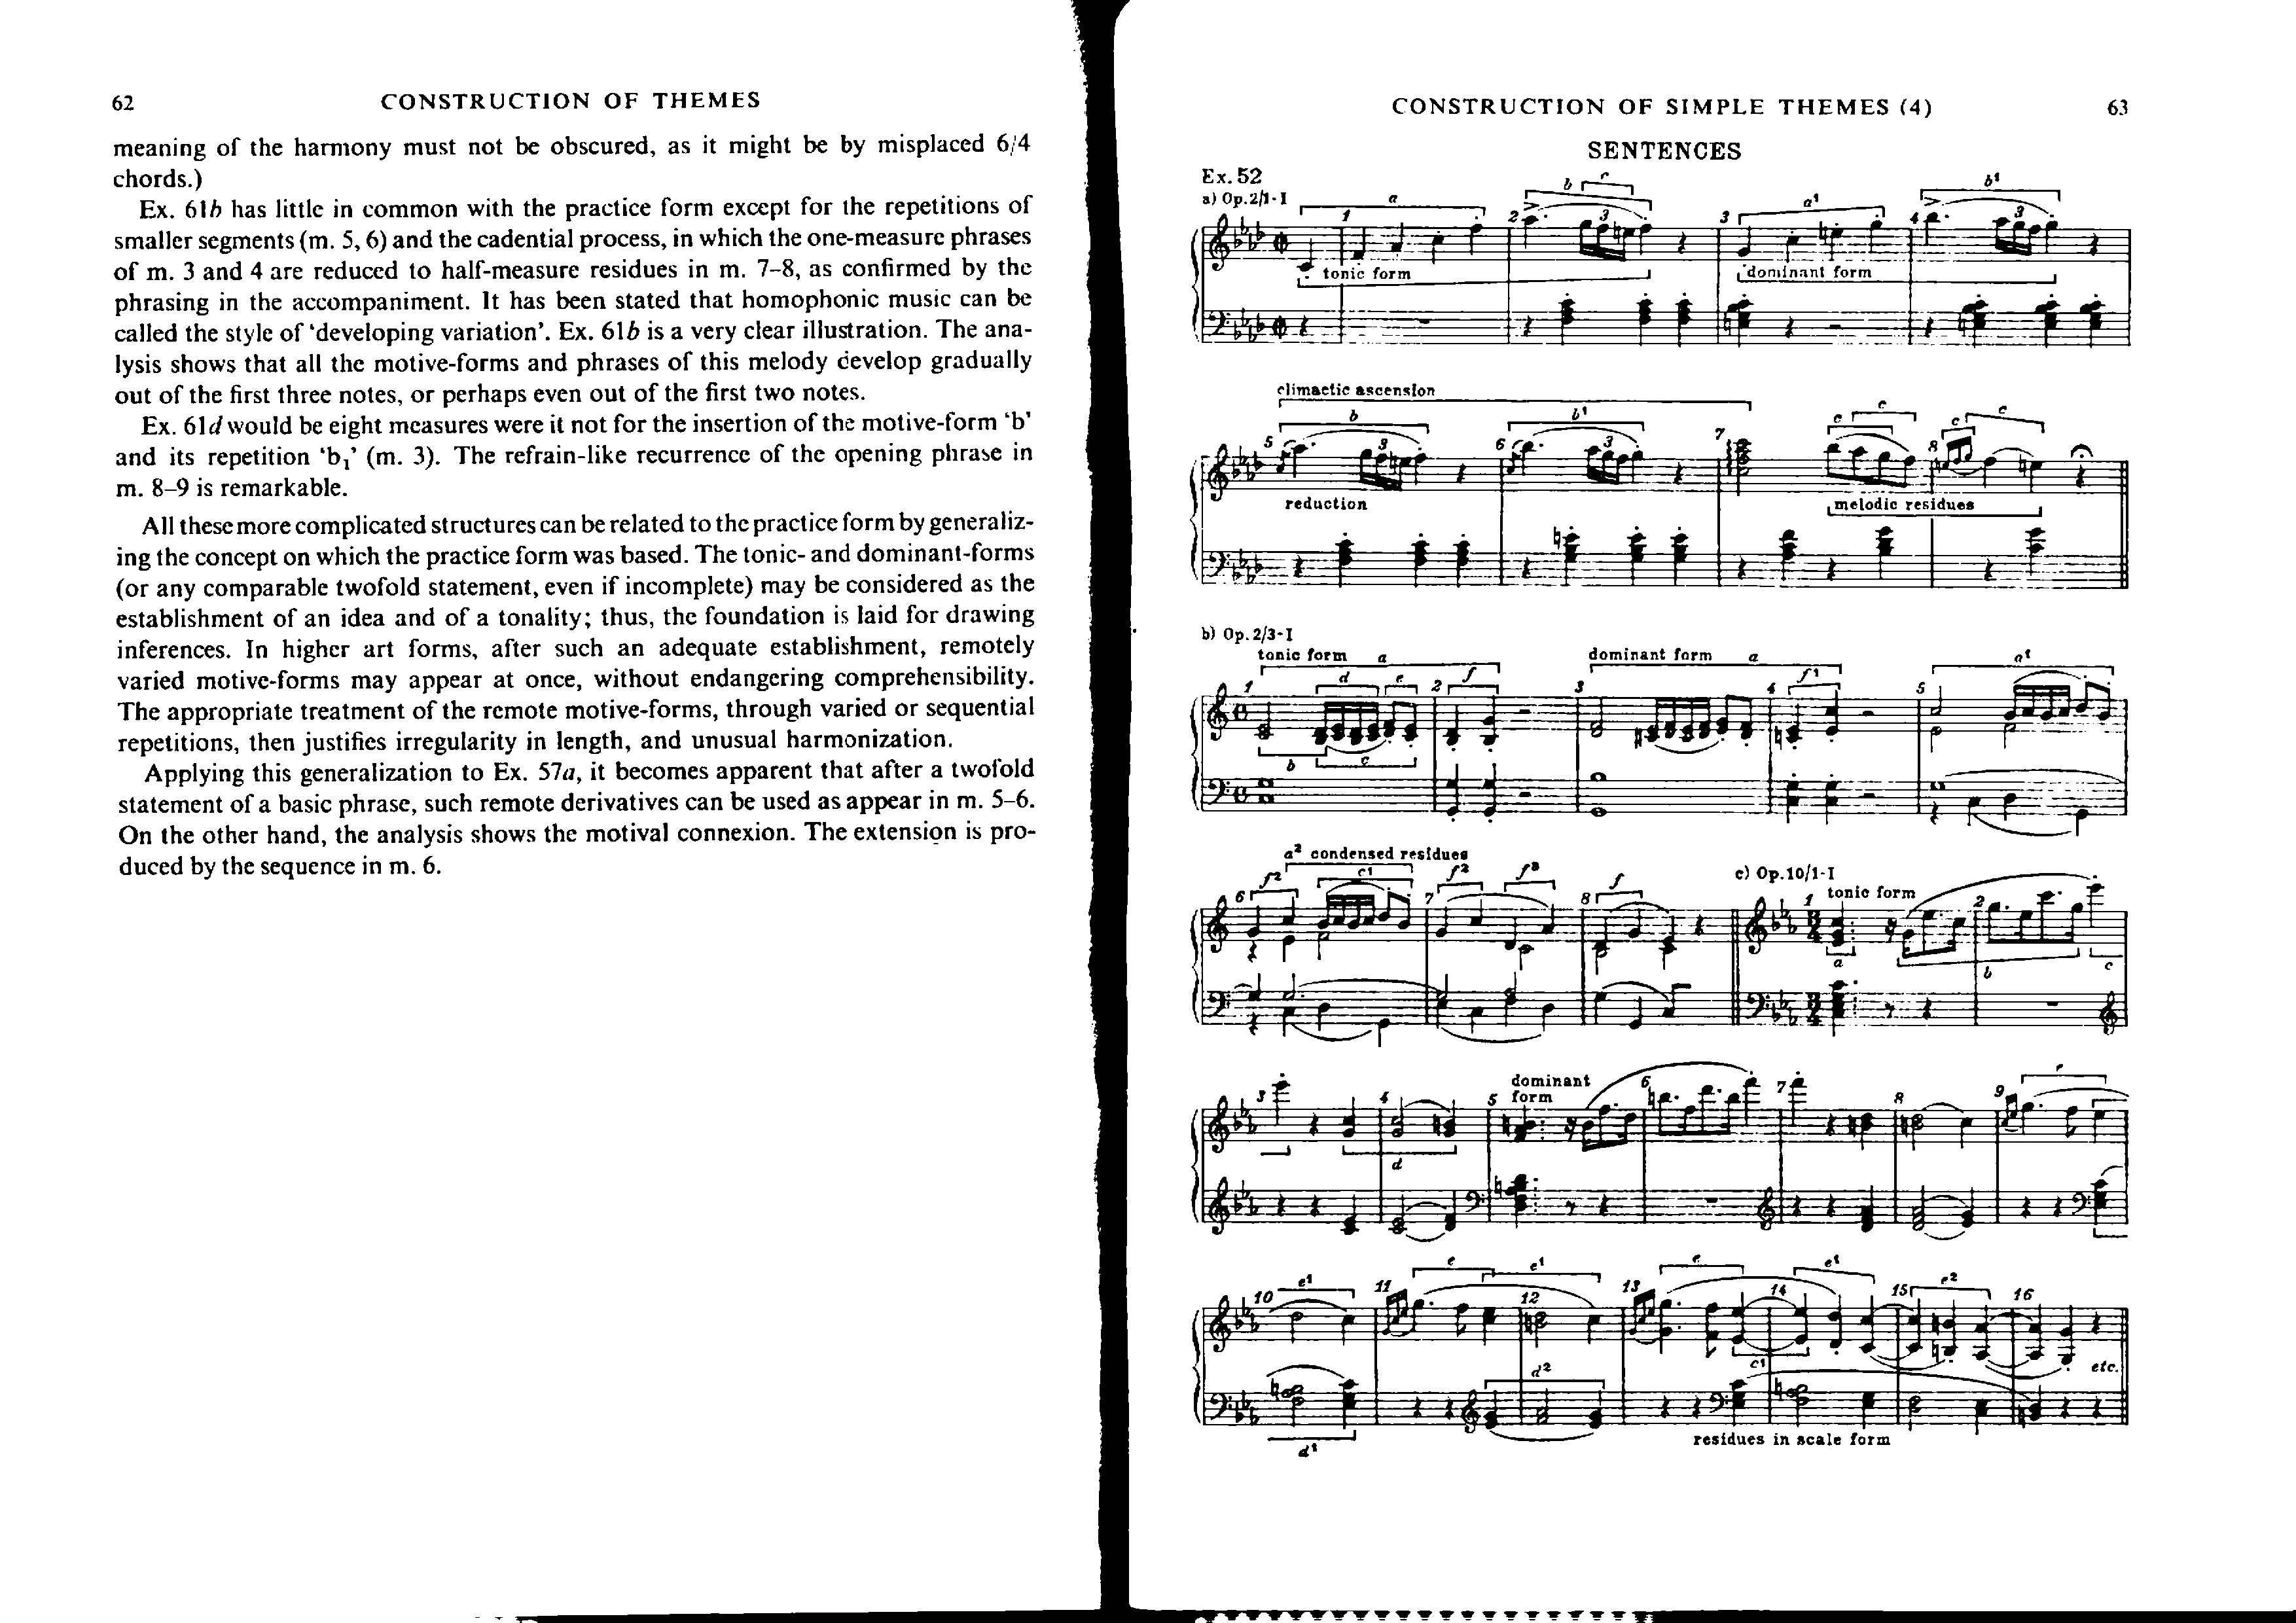 62
CONSTRUCTION OF THEMES
meaning of the harmony must not be obscured, as it might be by misplaced 6/4
chords.)
Ex. 61b has little in common with the practice form except for the repetitions of
smaller segments (m. 5, 6) and the cadential process, in which the one-measure phrases
of m. 3 and 4 are reduced to half-measure residues in m. 7–8, as confirmed by the
phrasing in the accompaniment. It has been stated that homophonic music can be
called the style of ‘developing variation’. Ex. 61b is a very clear illustration. The ana-
lysis shows that all the motive-forms and phrases of this melody develop gradually
out of the first three notes, or perhaps even out of the first two notes.
Ex. 61d would be eight measures were it not for the insertion of the motive-form ‘b’
and its repetition ‘b₁’ (m. 3). The refrain-like recurrence of the opening phrase in
m. 8–9 is remarkable.
All these more complicated structures can be related to the practice form by generaliz-
ing the concept on which the practice form was based. The tonic- and dominant-forms
(or any comparable twofold statement, even if incomplete) may be considered as the
establishment of an idea and of a tonality; thus, the foundation is laid for drawing
inferences. In higher art forms, after such an adequate establishment, remotely
varied motive-forms may appear at once, without endangering comprehensibility.
The appropriate treatment of the remote motive-forms, through varied or sequential
repetitions, then justifies irregularity in length, and unusual harmonization.
Applying this generalization to Ex. 57a, it becomes apparent that after a twofold
statement of a basic phrase, such remote derivatives can be used as appear in m. 5–6.
On the other hand, the analysis shows the motival connexion. The extension is pro-
duced by the sequence in m. 6.
CONSTRUCTION OF SIMPLE THEMES (4)
63
SENTENCES
Ex. 52
a) Op. 2/1-I
a b c a¹ b¹
1 2 3 3 4 3
tonic form dominant form
climactic ascension
b b¹ c c c c
5 3 6 3 7 8
reduction melodic residues
b) Op. 2/3-I
tonic form a dominant form a a¹
d e f f¹
1 2 3 4 5
b c
a² condensed residues
f² c¹ f² f³ f
6 7 8
c) Op. 10/1-I
tonic form
1 2
a b c
dominant
form
3 4 5 6 7 8 9
d
e e¹ e e¹ e e¹ e²
10 11 12 13 14 15 16
d² c¹ etc.
d¹
residues in scale form